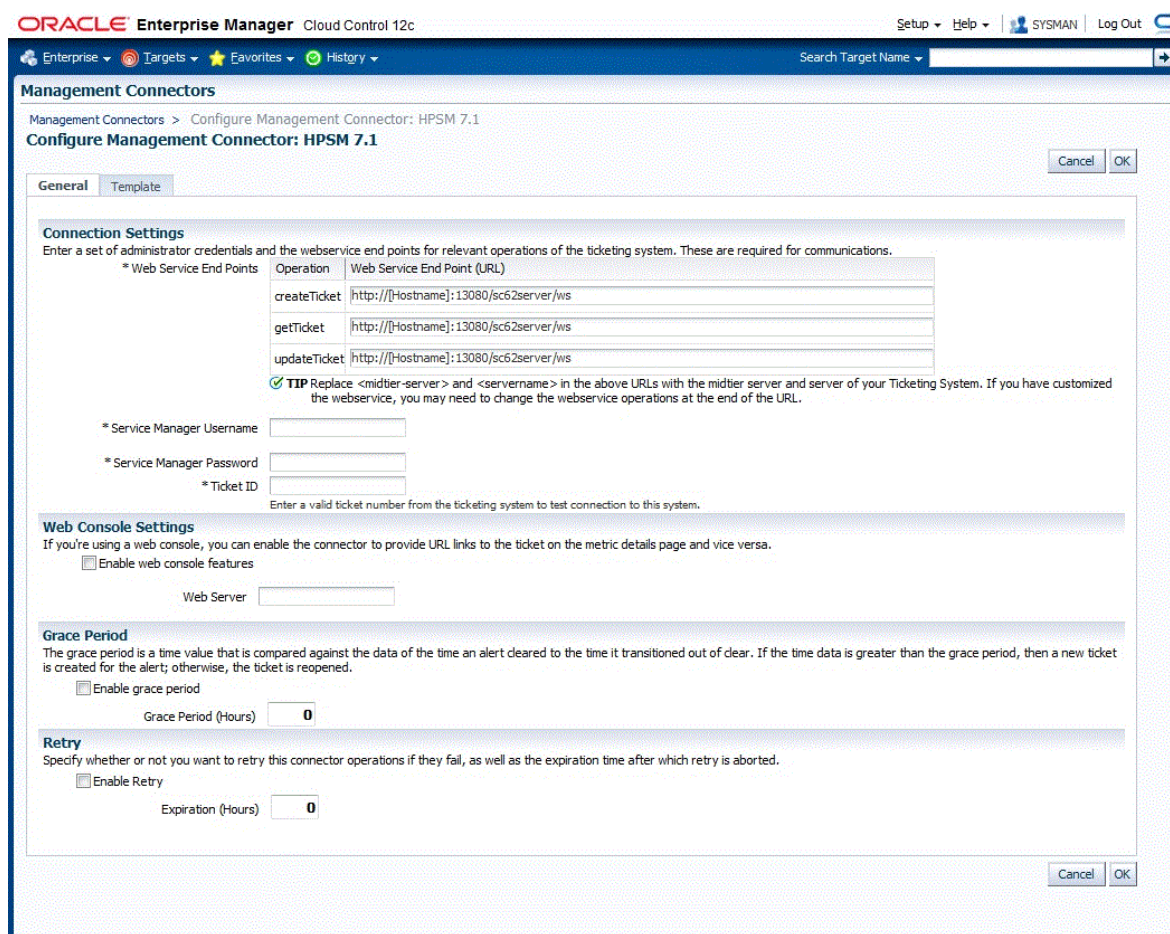 ORACLE Enterprise Manager Cloud Control 12c
Setup Help SYSMAN Log Out
Enterprise Targets Favorites History Search Target Name
Management Connectors
Management Connectors > Configure Management Connector: HPSM 7.1
Configure Management Connector: HPSM 7.1
Cancel OK
General Template
Connection Settings
Enter a set of administrator credentials and the webservice end points for relevant operations of the ticketing system. These are required for communications.
* Web Service End Points Operation Web Service End Point (URL)
createTicket http://[Hostname]:13080/sc62server/ws
getTicket http://[Hostname]:13080/sc62server/ws
updateTicket http://[Hostname]:13080/sc62server/ws
TIP Replace <midtier-server> and <servername> in the above URLs with the midtier server and server of your Ticketing System. If you have customized
the webservice, you may need to change the webservice operations at the end of the URL.
* Service Manager Username
* Service Manager Password
* Ticket ID
Enter a valid ticket number from the ticketing system to test connection to this system.
Web Console Settings
If you're using a web console, you can enable the connector to provide URL links to the ticket on the metric details page and vice versa.
Enable web console features
Web Server
Grace Period
The grace period is a time value that is compared against the data of the time an alert cleared to the time it transitioned out of clear. If the time data is greater than the grace period, then a new ticket
is created for the alert; otherwise, the ticket is reopened.
Enable grace period
Grace Period (Hours) 0
Retry
Specify whether or not you want to retry this connector operations if they fail, as well as the expiration time after which retry is aborted.
Enable Retry
Expiration (Hours) 0
Cancel OK